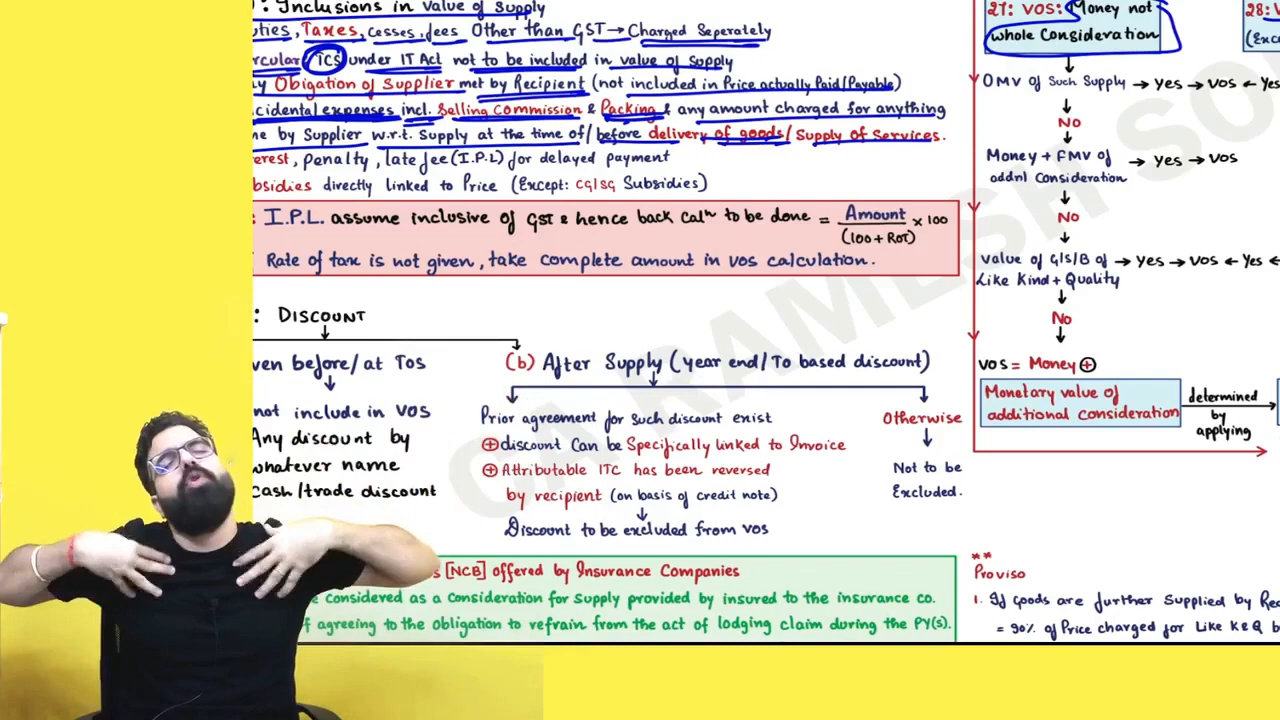 : Inclusions in Value of Supply
Taxes, cesses, fees Other than GST → Charged Seperately
TCS under IT Act not to be included in value of supply
Obigation of Supplier met by Recipient (not included in Price actually Paid/Payable)
expenses incl. Selling Commission & Packing & any amount charged for anything
by Supplier w.r.t. Supply at the time of/ before delivery of goods/ Supply of Services.
penalty, late fee (I.P.L) for delayed payment
directly linked to Price (Except: CG/SG Subsidies)
: I.P.L. assume inclusive of GST & hence back Calⁿ to be done = Amount / (100 + ROT) × 100
Rate of tax is not given, take complete amount in vos calculation.
: DISCOUNT
before/ at TOS
not include in VOS
Any discount by
whatever name
cash/trade discount
(b) After Supply (year end/ To based discount)
Prior agreement for such discount exist
⊕ discount Can be Specifically linked to Invoice
⊕ Attributable ITC has been reversed
by recipient (on basis of credit note)
Discount to be excluded from vos
Otherwise
Not to be
Excluded.
[NCB] offered by Insurance Companies
considered as a Consideration for Supply provided by insured to the insurance co.
agreeing to the obligation to refrain from the act of lodging claim during the PY(s).
27: VOS: Money not
whole Consideration
28:
OMV of Such Supply → Yes → VOS ←
No
Money + FMV of
addnl Consideration → Yes → VOS
No
value of G/S/B of
Like Kind + Quality → Yes → VOS ← Yes ←
No
VOS = Money ⊕
Monetary value of
additional consideration
determined
by
applying
**
Proviso
1. If Goods are further Supplied by
= 90% of Price charged for Like K & Q
CA RAMESH